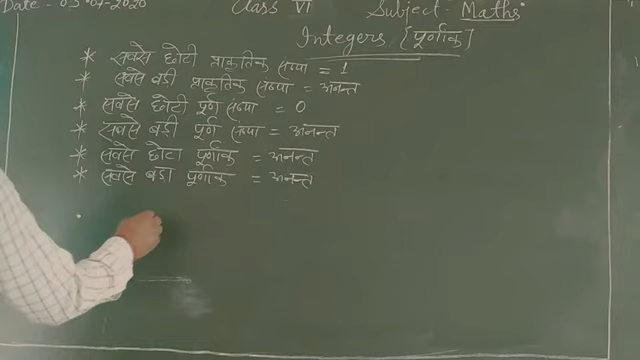 Date - 03-07-2020 Class VI Subject: Maths
Integers [पूर्णांक]
* सबसे छोटी प्राकृतिक संख्या = 1
* सबसे बड़ी प्राकृतिक संख्या = अनन्त
* सबसे छोटी पूर्ण संख्या = 0
* सबसे बड़ी पूर्ण संख्या = अनन्त
* सबसे छोटा पूर्णांक = अनन्त
* सबसे बड़ा पूर्णांक = अनन्त